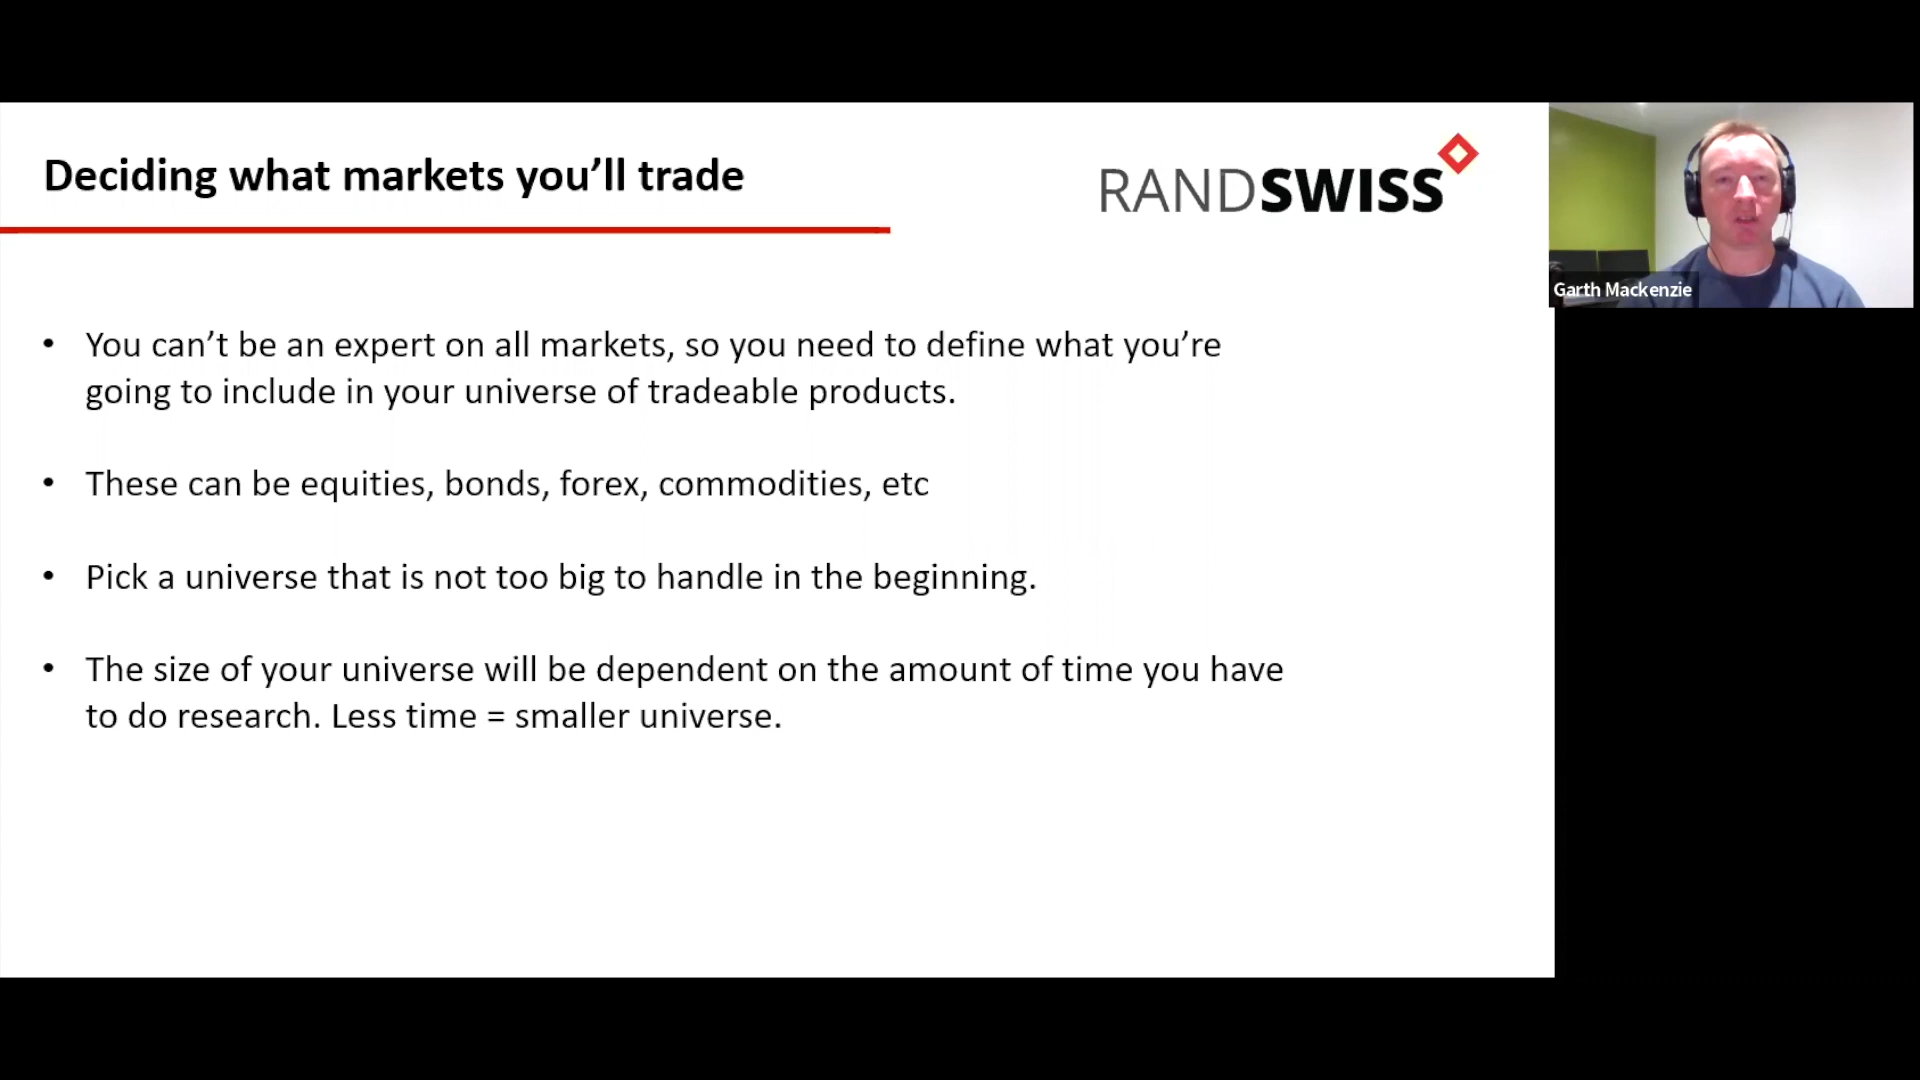 Deciding what markets you’ll trade
RANDSWISS
Garth Mackenzie
• You can’t be an expert on all markets, so you need to define what you’re
going to include in your universe of tradeable products.
• These can be equities, bonds, forex, commodities, etc
• Pick a universe that is not too big to handle in the beginning.
• The size of your universe will be dependent on the amount of time you have
to do research. Less time = smaller universe.